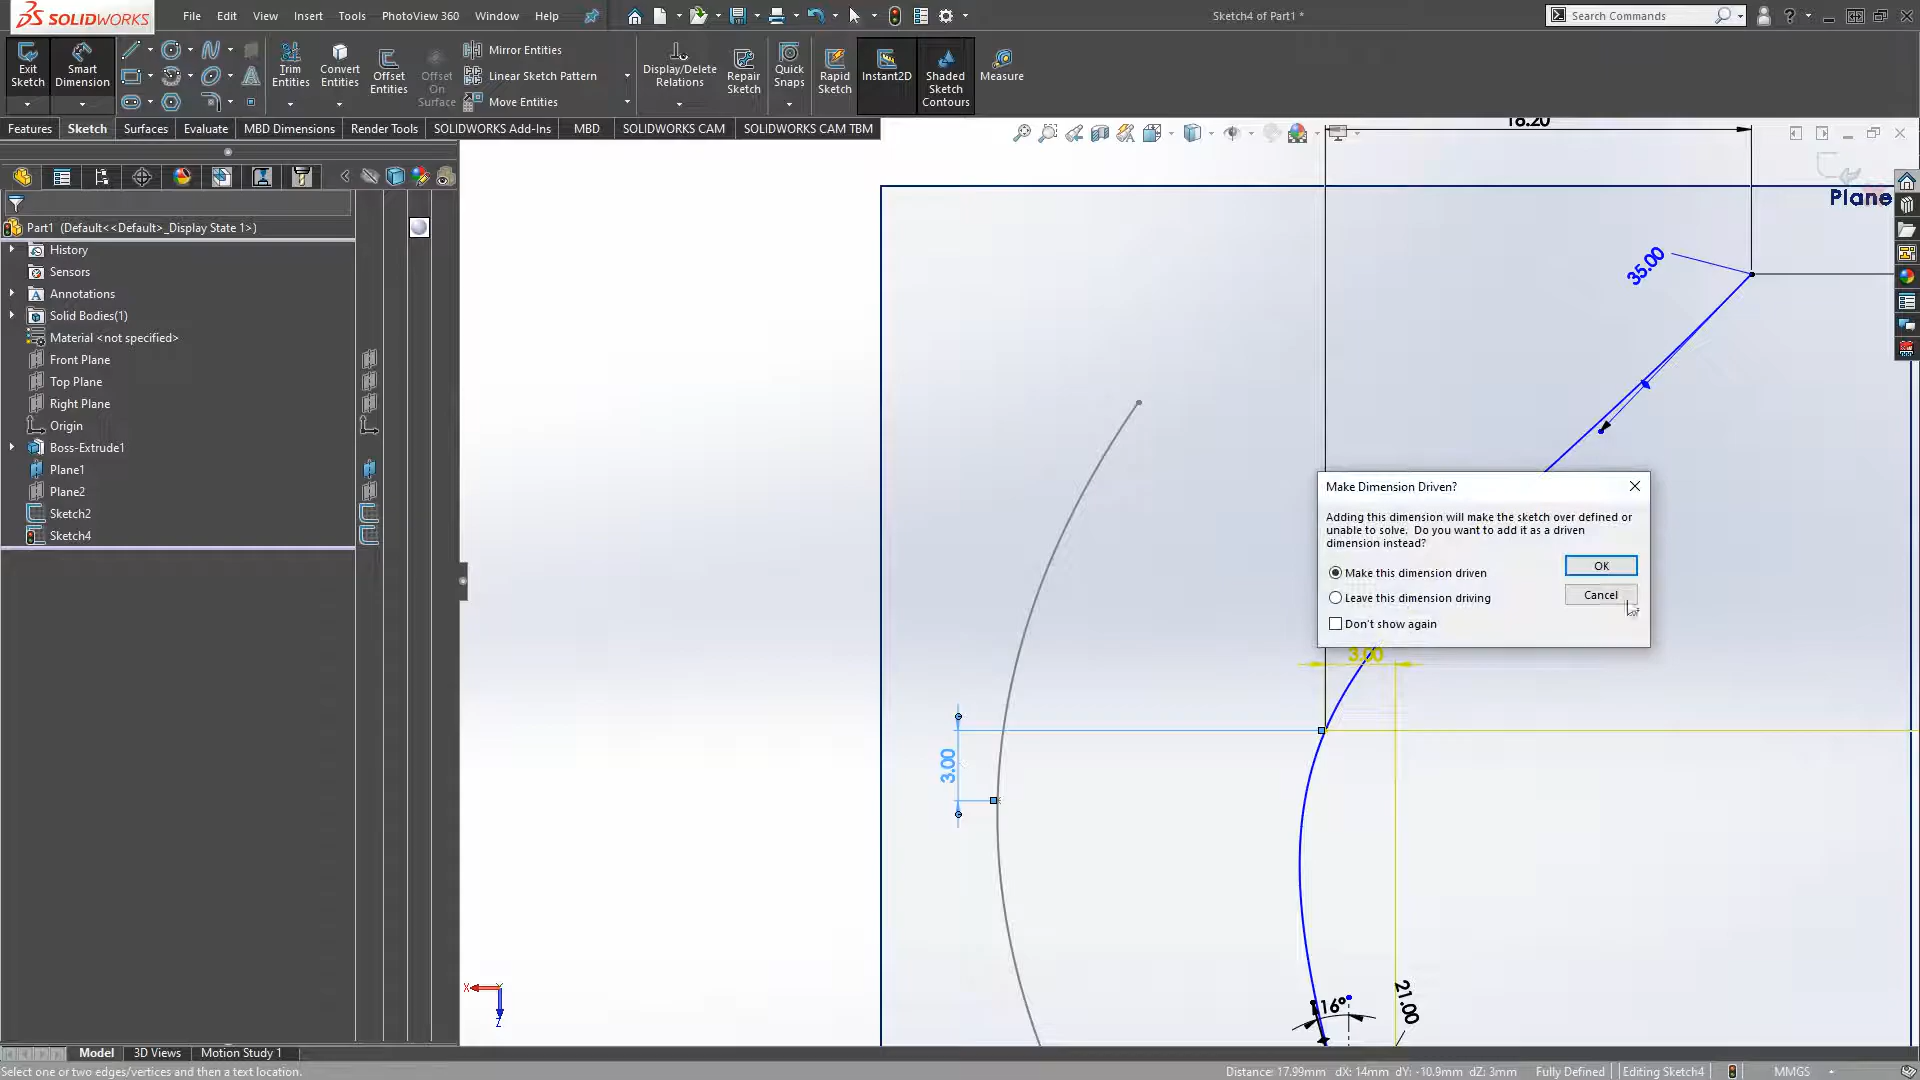 SOLIDWORKS File Edit View Insert Tools PhotoView 360 Window Help Sketch4 of Part1 * Search Commands
Exit Sketch Smart Dimension Trim Entities Convert Entities Offset Entities Offset On Surface Mirror Entities Linear Sketch Pattern Move Entities Display/Delete Relations Repair Sketch Quick Snaps Rapid Sketch Instant2D Shaded Sketch Contours Measure
Features Sketch Surfaces Evaluate MBD Dimensions Render Tools SOLIDWORKS Add-Ins MBD SOLIDWORKS CAM SOLIDWORKS CAM TBM
18.20
Plane
Part1 (Default<<Default>_Display State 1>)
History
Sensors
Annotations
Solid Bodies(1)
Material <not specified>
Front Plane
Top Plane
Right Plane
Origin
Boss-Extrude1
Plane1
Plane2
Sketch2
Sketch4
35.00
Make Dimension Driven?
Adding this dimension will make the sketch over defined or
unable to solve. Do you want to add it as a driven
dimension instead?
Make this dimension driven OK
Leave this dimension driving Cancel
Don't show again
3.00
3.00
21.00
X
Z
Model 3D Views Motion Study 1
Select one or two edges/vertices and then a text location. Distance: 17.99mm dX: 14mm dY: -10.9mm dZ: 3mm Fully Defined Editing Sketch4 MMGS